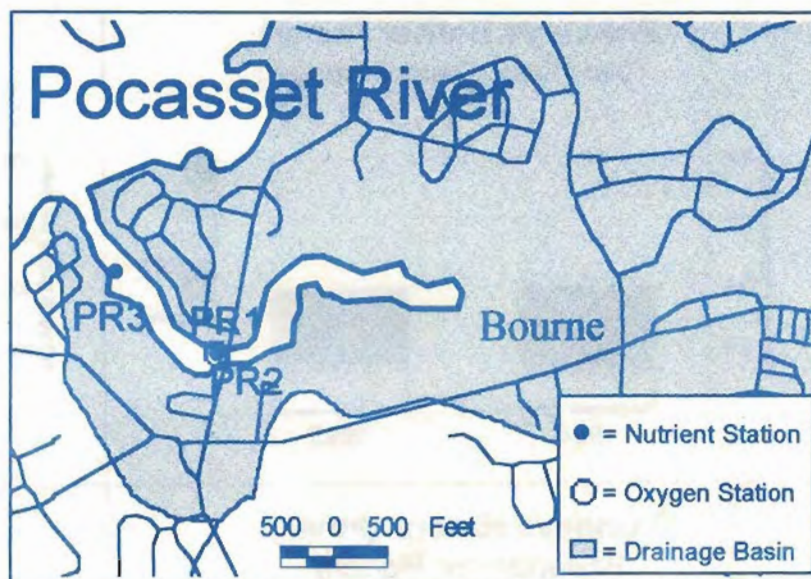 Pocasset River
PR3
PR1
PR2
Bourne
= Nutrient Station
= Oxygen Station
= Drainage Basin
500 0 500 Feet